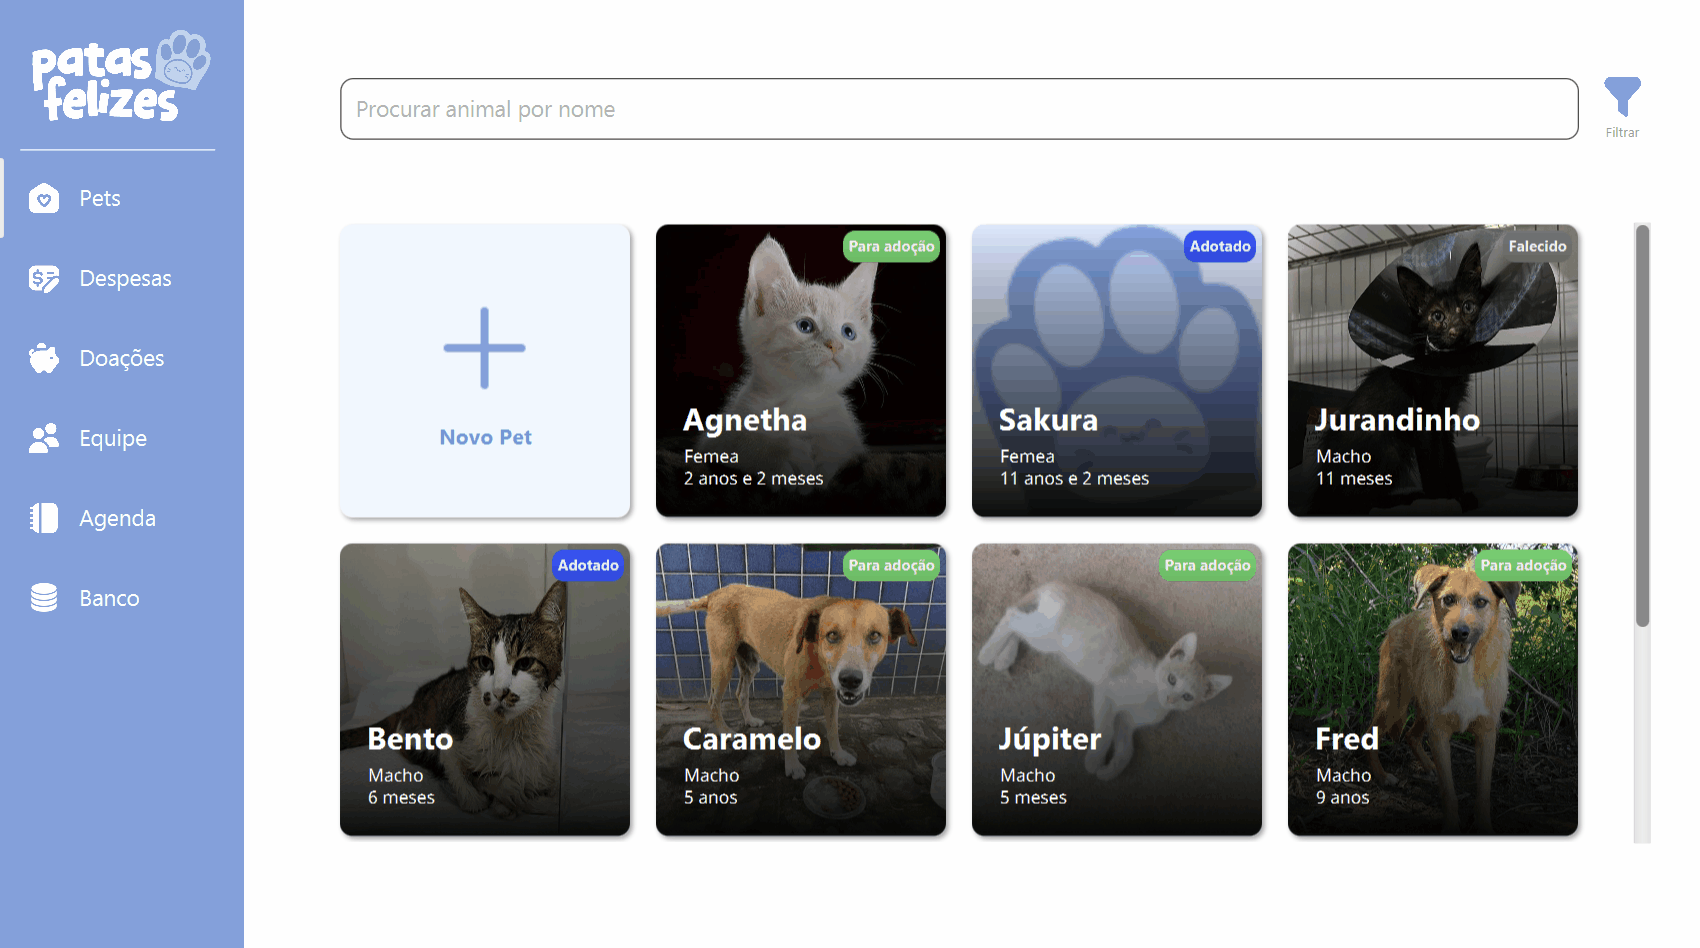 patas
felizes
Pets
Despesas
Doações
Equipe
Agenda
Banco
Procurar animal por nome
Filtrar
Novo Pet
Para adoção
Agnetha
Femea
2 anos e 2 meses
Adotado
Sakura
Femea
11 anos e 2 meses
Falecido
Jurandinho
Macho
11 meses
Adotado
Bento
Macho
6 meses
Para adoção
Caramelo
Macho
5 anos
Para adoção
Júpiter
Macho
5 meses
Para adoção
Fred
Macho
9 anos